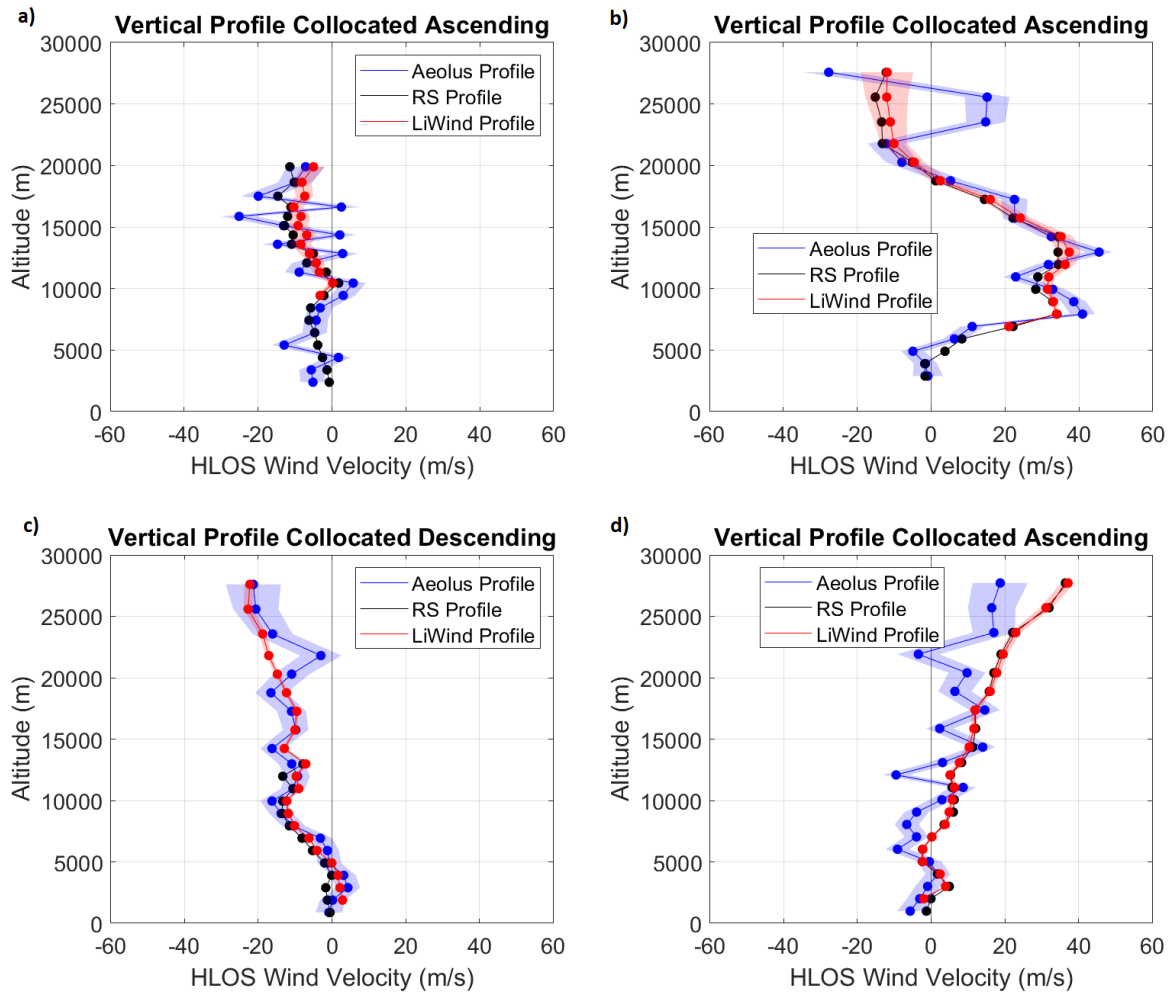 a)
Vertical Profile Collocated Ascending
30000
25000
20000
15000
10000
5000
0
Altitude (m)
Aeolus Profile
RS Profile
LiWind Profile
-60 -40 -20 0 20 40 60
HLOS Wind Velocity (m/s)
b)
Vertical Profile Collocated Ascending
30000
25000
20000
15000
10000
5000
0
Altitude (m)
Aeolus Profile
RS Profile
LiWind Profile
-60 -40 -20 0 20 40 60
HLOS Wind Velocity (m/s)
c)
Vertical Profile Collocated Descending
30000
25000
20000
15000
10000
5000
0
Altitude (m)
Aeolus Profile
RS Profile
LiWind Profile
-60 -40 -20 0 20 40 60
HLOS Wind Velocity (m/s)
d)
Vertical Profile Collocated Ascending
30000
25000
20000
15000
10000
5000
0
Altitude (m)
Aeolus Profile
RS Profile
LiWind Profile
-60 -40 -20 0 20 40 60
HLOS Wind Velocity (m/s)